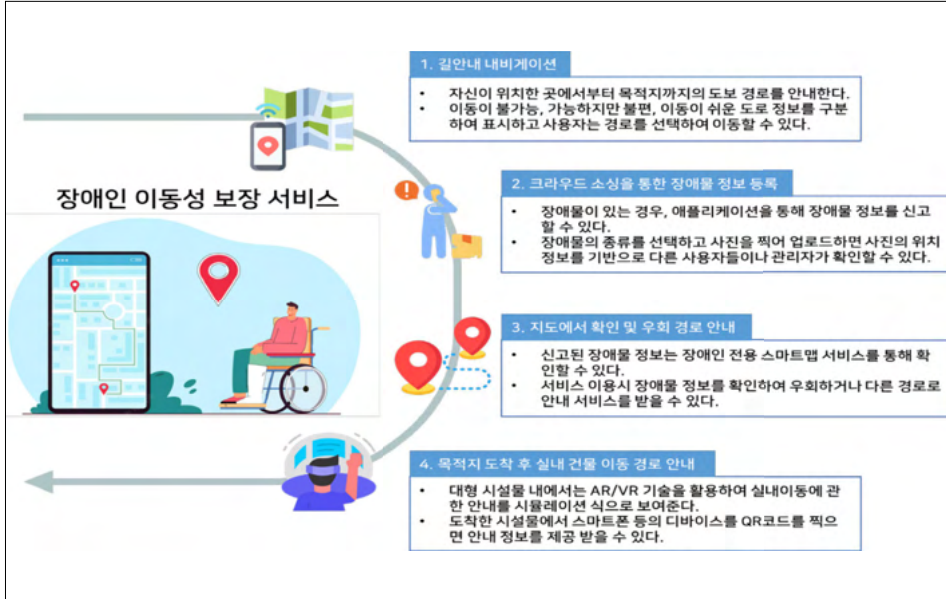 1. 길안내 내비게이션
• 자신이 위치한 곳에서부터 목적지까지의 도보 경로를 안내한다.
• 이동이 불가능, 가능하지만 불편, 이동이 쉬운 도로 정보를 구분
하여 표시하고 사용자는 경로를 선택하여 이동할 수 있다.
장애인 이동성 보장 서비스
2. 크라우드 소싱을 통한 장애물 정보 등록
• 장애물이 있는 경우, 애플리케이션을 통해 장애물 정보를 신고
할 수 있다.
• 장애물의 종류를 선택하고 사진을 찍어 업로드하면 사진의 위치
정보를 기반으로 다른 사용자들이나 관리자가 확인할 수 있다.
3. 지도에서 확인 및 우회 경로 안내
• 신고된 장애물 정보는 장애인 전용 스마트맵 서비스를 통해 확
인할 수 있다.
• 서비스 이용시 장애물 정보를 확인하여 우회하거나 다른 경로로
안내 서비스를 받을 수 있다.
4. 목적지 도착 후 실내 건물 이동 경로 안내
• 대형 시설물 내에서는 AR/VR 기술을 활용하여 실내이동에 관
한 안내를 시뮬레이션 식으로 보여준다.
• 도착한 시설물에서 스마트폰 등의 디바이스를 QR코드를 찍으
면 안내 정보를 제공 받을 수 있다.